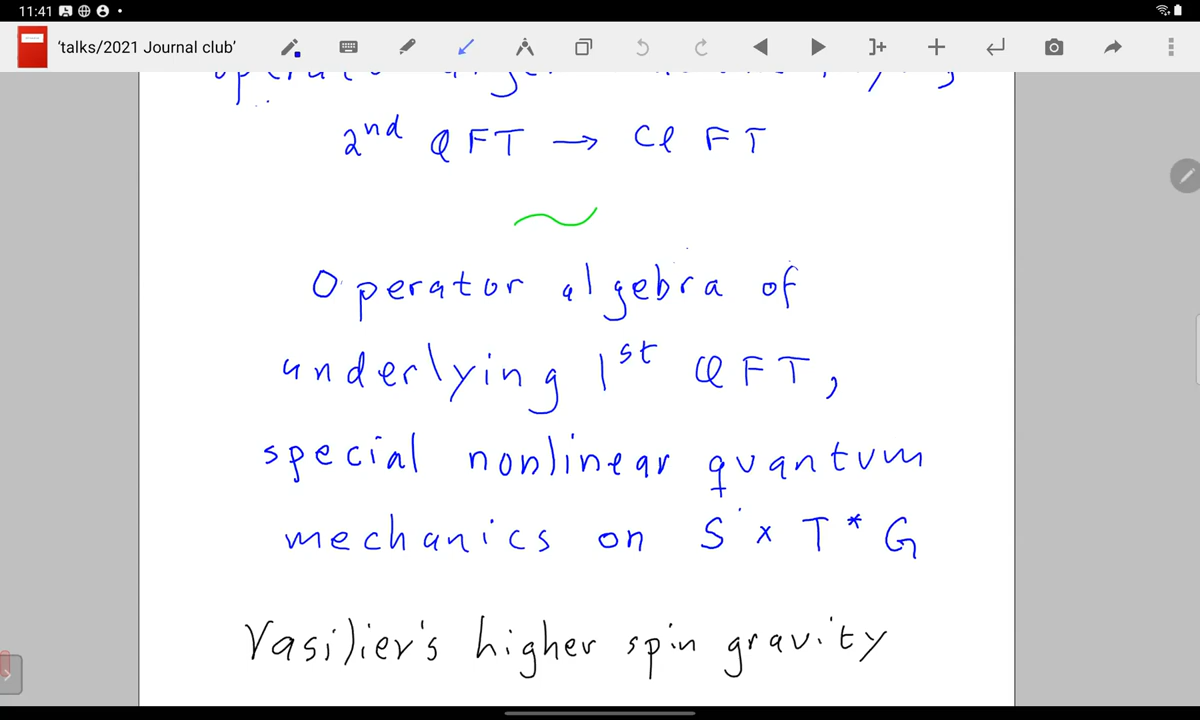 11:41
'talks/2021 Journal club'
2nd QFT → Cl FT
Operator algebra of
underlying 1st QFT,
special nonlinear quantum
mechanics on S × T* G
Vasiliev's higher spin gravity